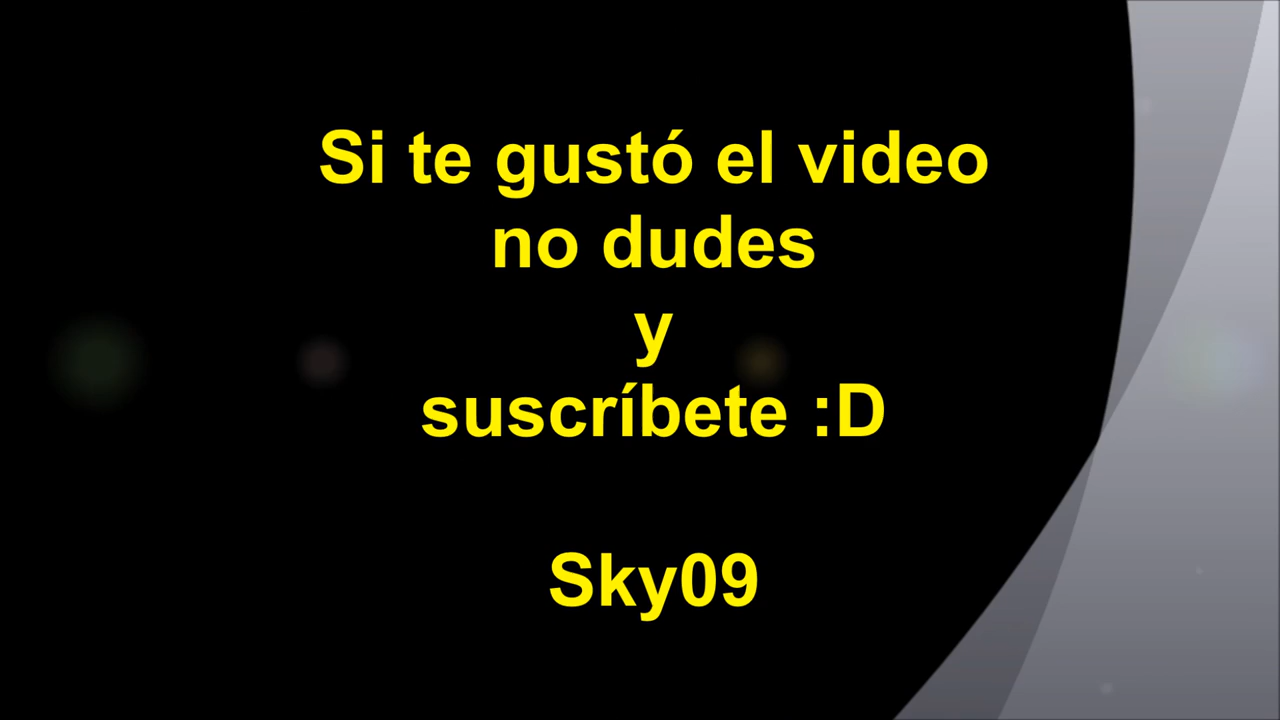 Si te gustó el video
no dudes
y
suscríbete :D
Sky09